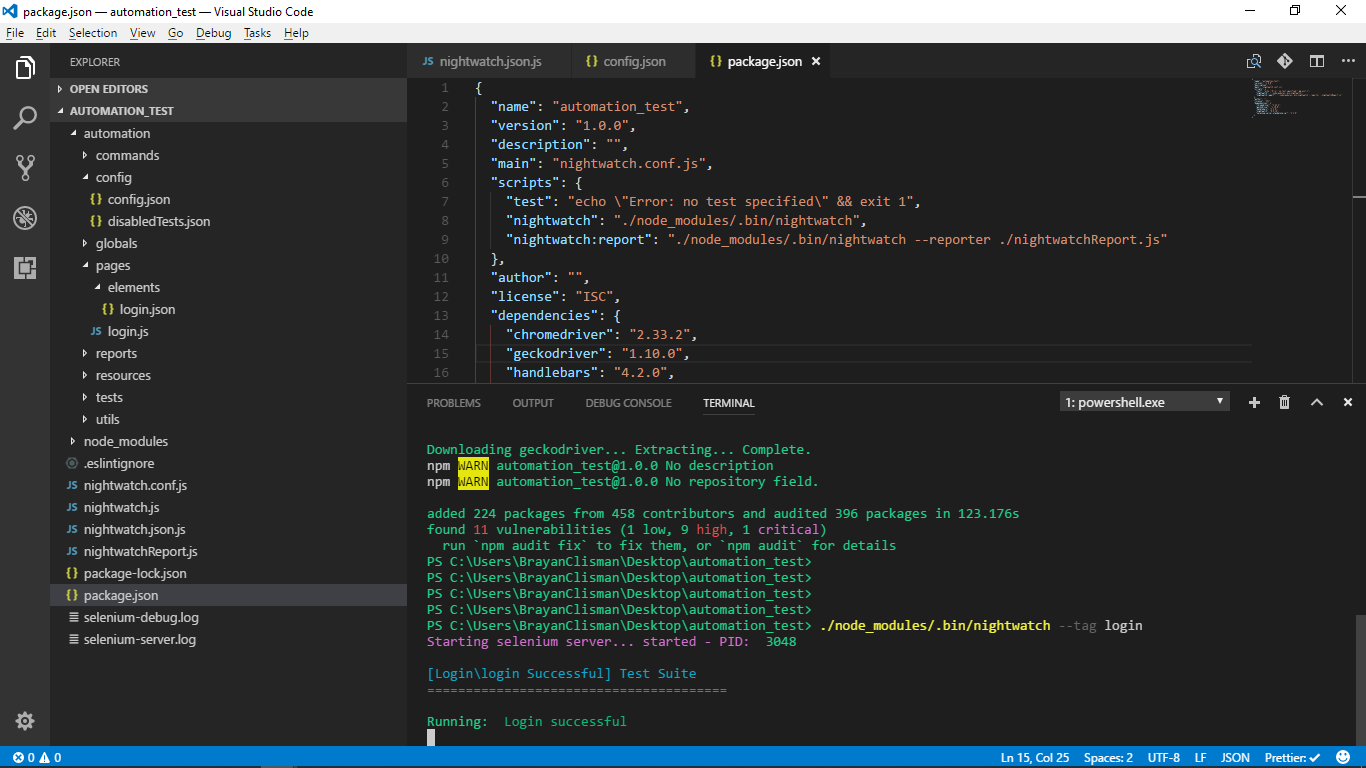 package.json — automation_test — Visual Studio Code
File Edit Selection View Go Debug Tasks Help
EXPLORER
OPEN EDITORS
AUTOMATION_TEST
automation
commands
config
{} config.json
{} disabledTests.json
globals
pages
elements
{} login.json
JS login.js
reports
resources
tests
utils
node_modules
.eslintignore
JS nightwatch.conf.js
JS nightwatch.js
JS nightwatch.json.js
JS nightwatchReport.js
{} package-lock.json
{} package.json
selenium-debug.log
selenium-server.log
JS nightwatch.json.js {} config.json {} package.json
1 {
2 "name": "automation_test",
3 "version": "1.0.0",
4 "description": "",
5 "main": "nightwatch.conf.js",
6 "scripts": {
7 "test": "echo \"Error: no test specified\" && exit 1",
8 "nightwatch": "./node_modules/.bin/nightwatch",
9 "nightwatch:report": "./node_modules/.bin/nightwatch --reporter ./nightwatchReport.js"
10 },
11 "author": "",
12 "license": "ISC",
13 "dependencies": {
14 "chromedriver": "2.33.2",
15 "geckodriver": "1.10.0",
16 "handlebars": "4.2.0",
PROBLEMS OUTPUT DEBUG CONSOLE TERMINAL 1: powershell.exe
Downloading geckodriver... Extracting... Complete.
npm WARN automation_test@1.0.0 No description
npm WARN automation_test@1.0.0 No repository field.
added 224 packages from 458 contributors and audited 396 packages in 123.176s
found 11 vulnerabilities (1 low, 9 high, 1 critical)
run `npm audit fix` to fix them, or `npm audit` for details
PS C:\Users\BrayanClisman\Desktop\automation_test>
PS C:\Users\BrayanClisman\Desktop\automation_test>
PS C:\Users\BrayanClisman\Desktop\automation_test>
PS C:\Users\BrayanClisman\Desktop\automation_test>
PS C:\Users\BrayanClisman\Desktop\automation_test> ./node_modules/.bin/nightwatch --tag login
Starting selenium server... started - PID: 3048
[Login\login Successful] Test Suite
=======================================
Running: Login successful
0 0 Ln 15, Col 25 Spaces: 2 UTF-8 LF JSON Prettier: ✓